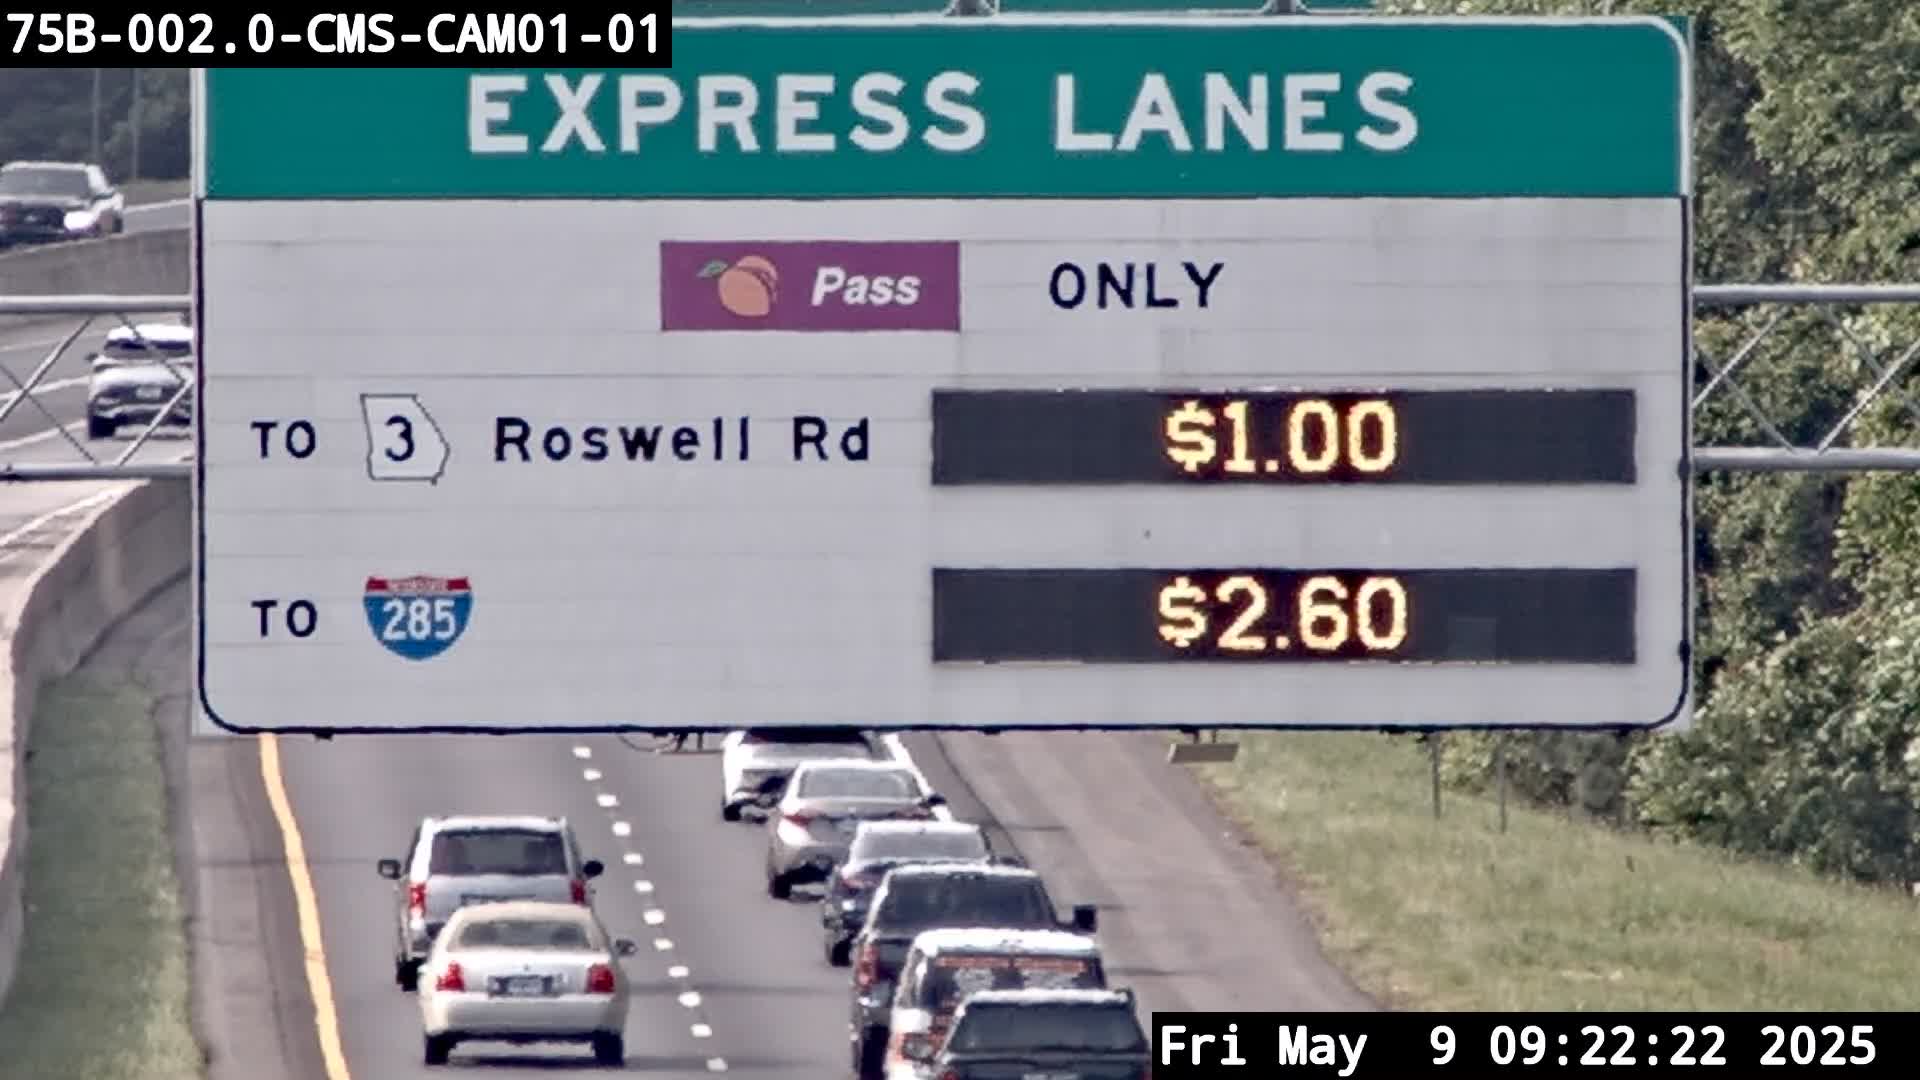 75B-002.0-CMS-CAM01-01
EXPRESS LANES
Pass ONLY
TO 3 Roswell Rd $1.00
TO 285 $2.60
Fri May 9 09:22:22 2025